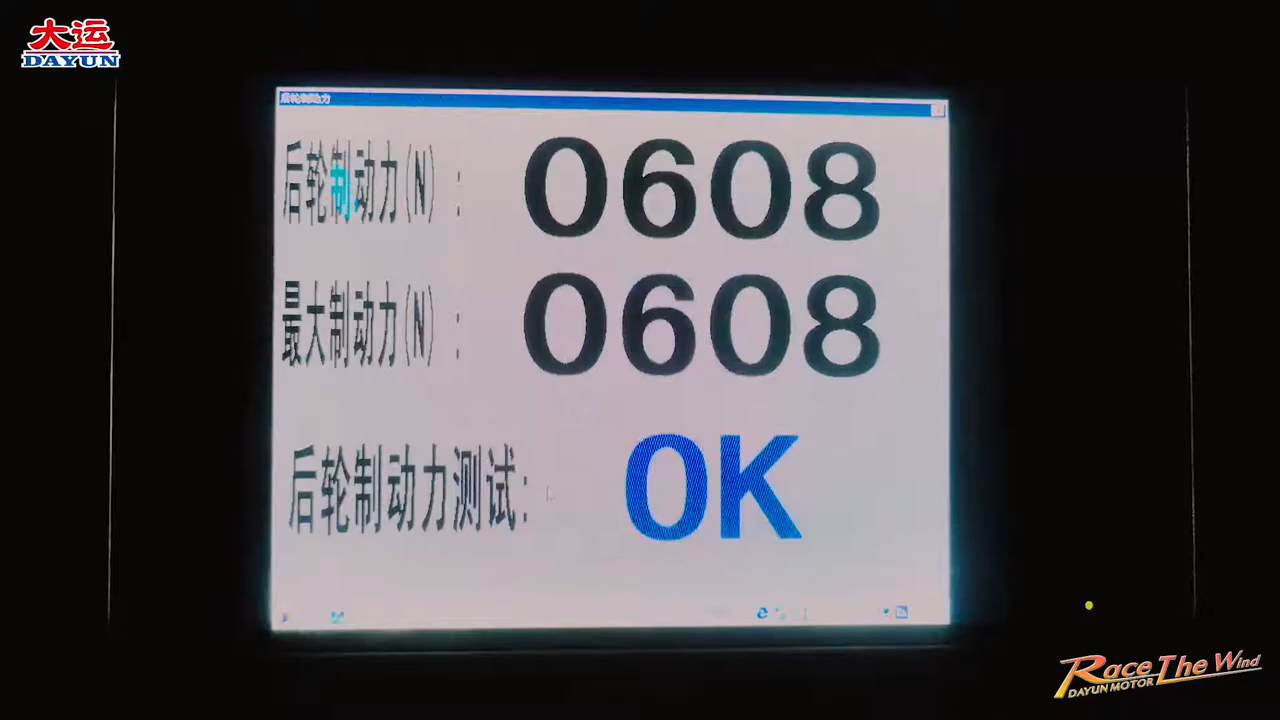 大运
DAYUN
后轮制动力
后轮制动力(N)： 0608
最大制动力(N)： 0608
后轮制动力测试： OK
Race The Wind
DAYUN MOTOR